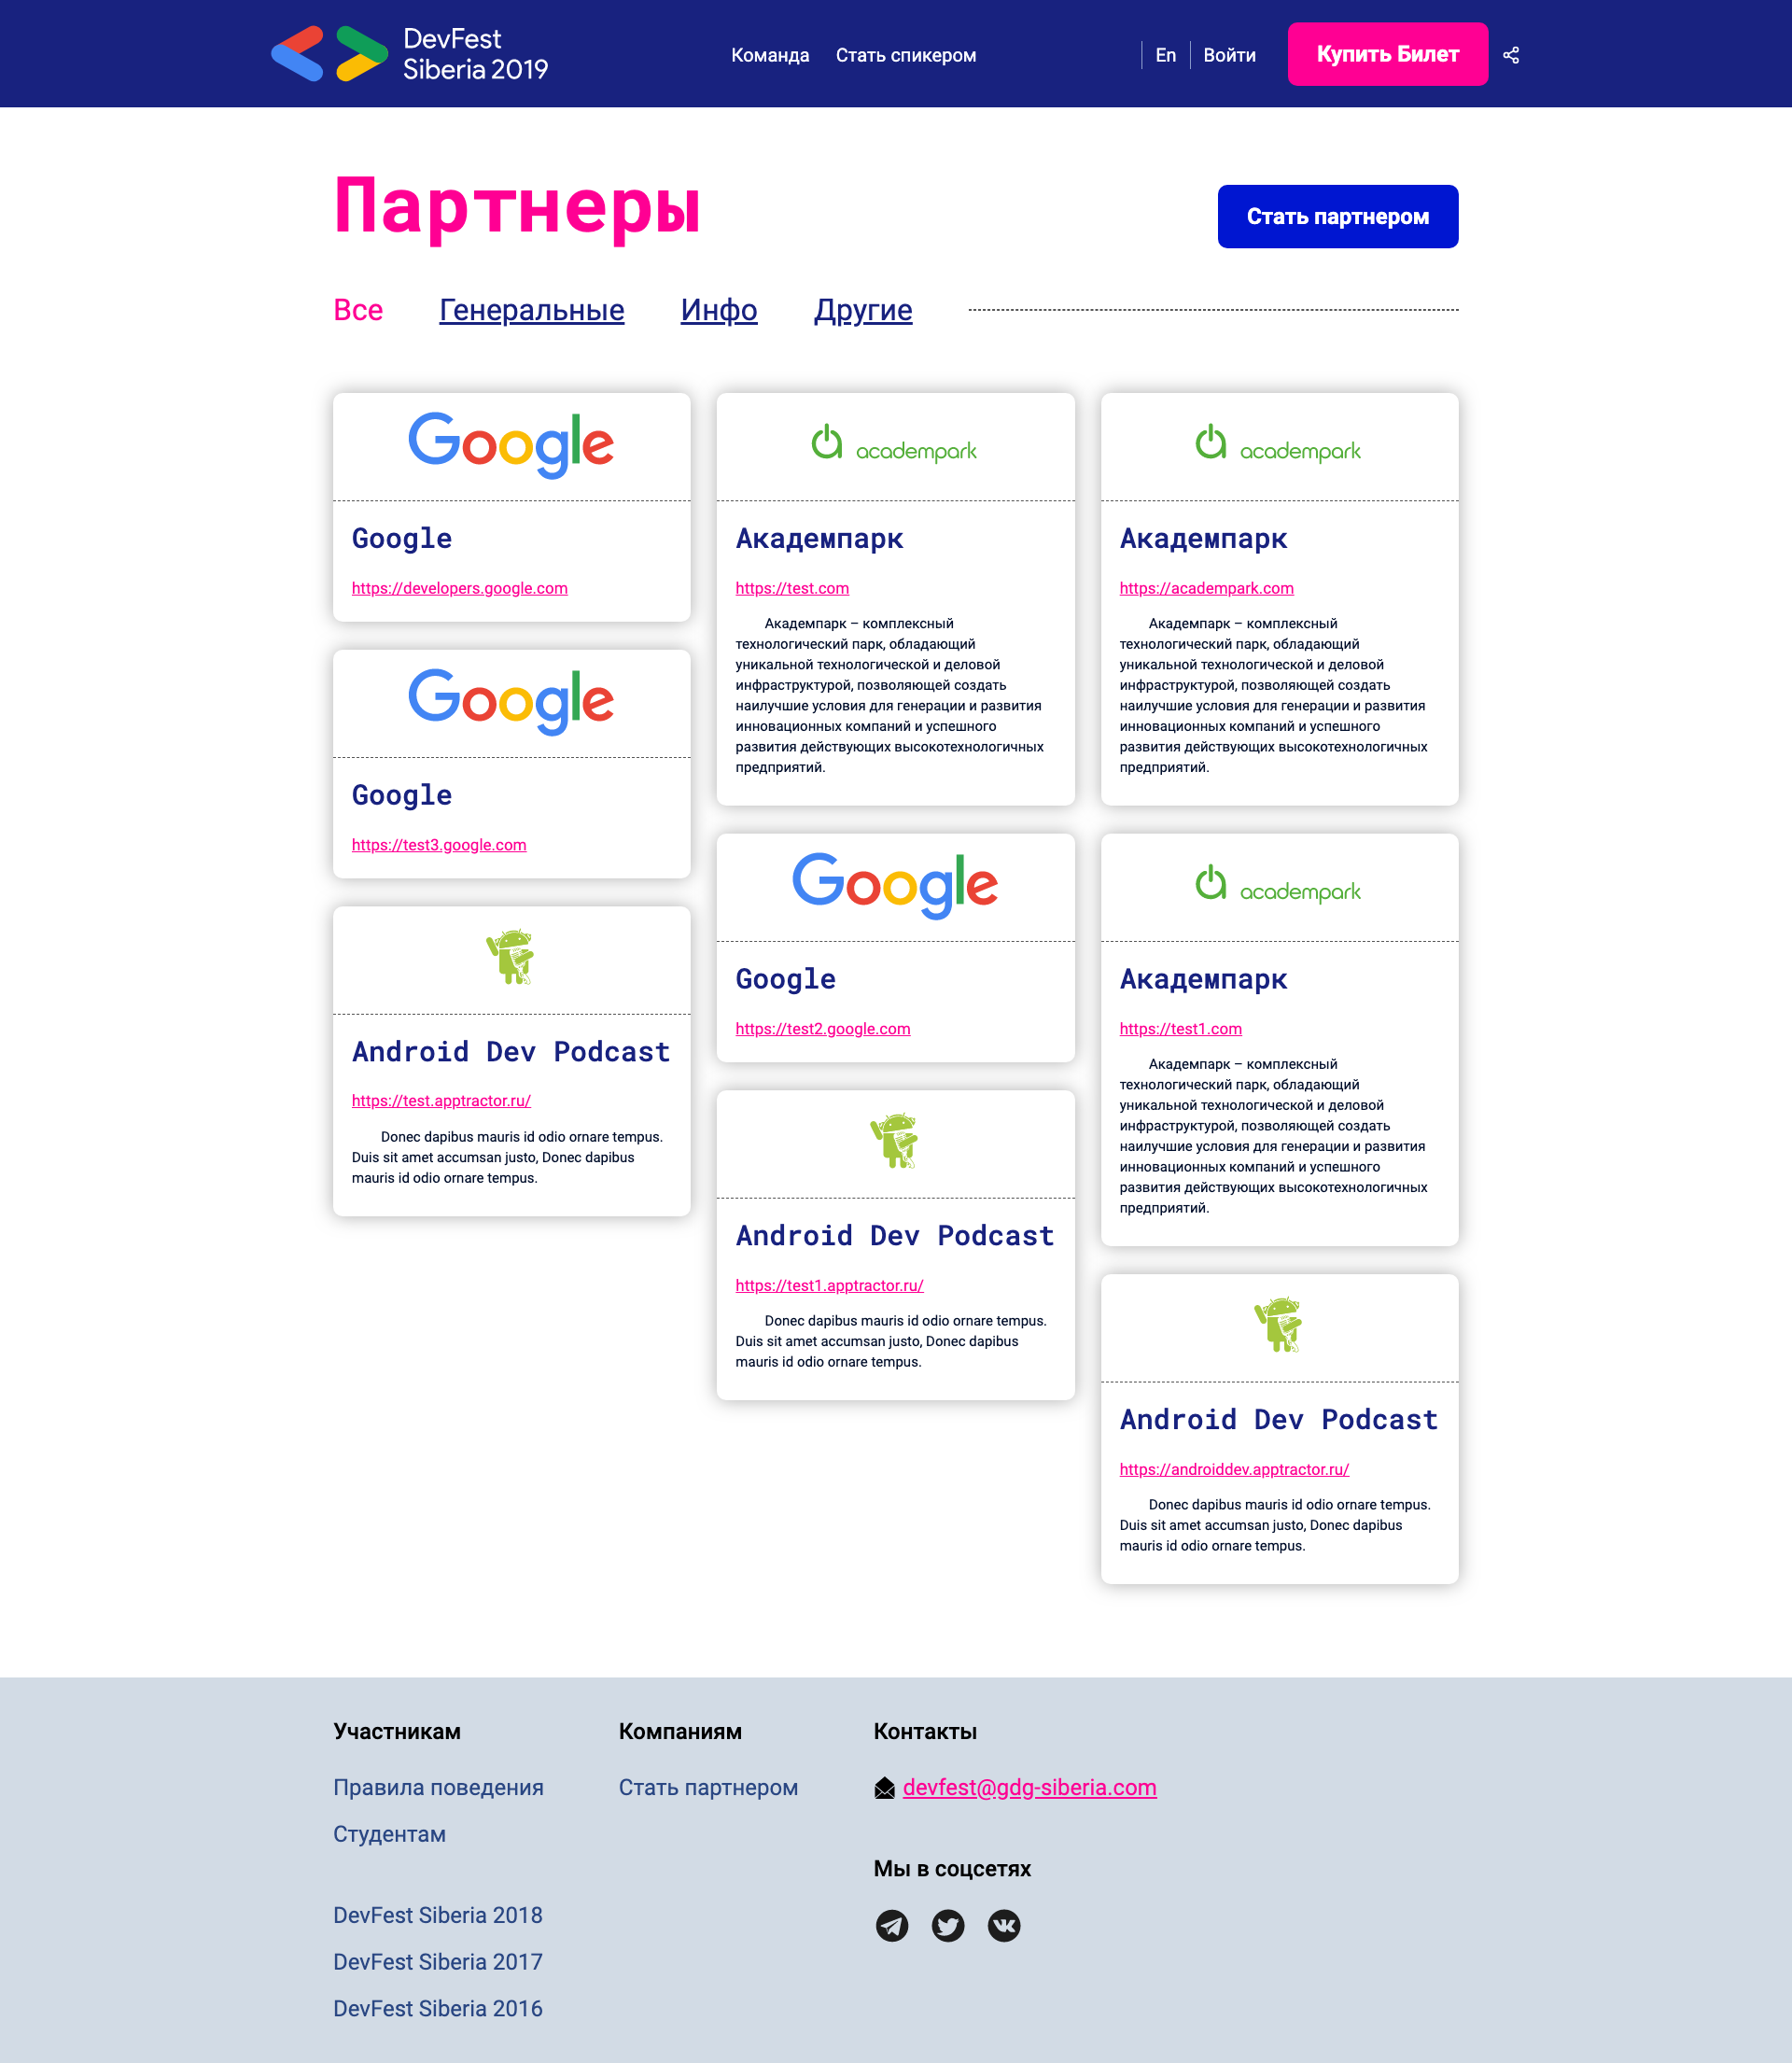 DevFest
Siberia 2019
Команда
Стать спикером
En
Войти
Купить Билет
Партнеры
Стать партнером
Все
Генеральные
Инфо
Другие
Google
Google
https://developers.google.com
Google
Google
https://test3.google.com
Android Dev Podcast
https://test.apptractor.ru/
Donec dapibus mauris id odio ornare tempus.
Duis sit amet accumsan justo, Donec dapibus
mauris id odio ornare tempus.
academpark
Академпарк
https://test.com
Академпарк – комплексный
технологический парк, обладающий
уникальной технологической и деловой
инфраструктурой, позволяющей создать
наилучшие условия для генерации и развития
инновационных компаний и успешного
развития действующих высокотехнологичных
предприятий.
Google
Google
https://test2.google.com
Android Dev Podcast
https://test1.apptractor.ru/
Donec dapibus mauris id odio ornare tempus.
Duis sit amet accumsan justo, Donec dapibus
mauris id odio ornare tempus.
academpark
Академпарк
https://academpark.com
Академпарк – комплексный
технологический парк, обладающий
уникальной технологической и деловой
инфраструктурой, позволяющей создать
наилучшие условия для генерации и развития
инновационных компаний и успешного
развития действующих высокотехнологичных
предприятий.
academpark
Академпарк
https://test1.com
Академпарк – комплексный
технологический парк, обладающий
уникальной технологической и деловой
инфраструктурой, позволяющей создать
наилучшие условия для генерации и развития
инновационных компаний и успешного
развития действующих высокотехнологичных
предприятий.
Android Dev Podcast
https://androiddev.apptractor.ru/
Donec dapibus mauris id odio ornare tempus.
Duis sit amet accumsan justo, Donec dapibus
mauris id odio ornare tempus.
Участникам
Правила поведения
Студентам
DevFest Siberia 2018
DevFest Siberia 2017
DevFest Siberia 2016
Компаниям
Стать партнером
Контакты
devfest@gdg-siberia.com
Мы в соцсетях